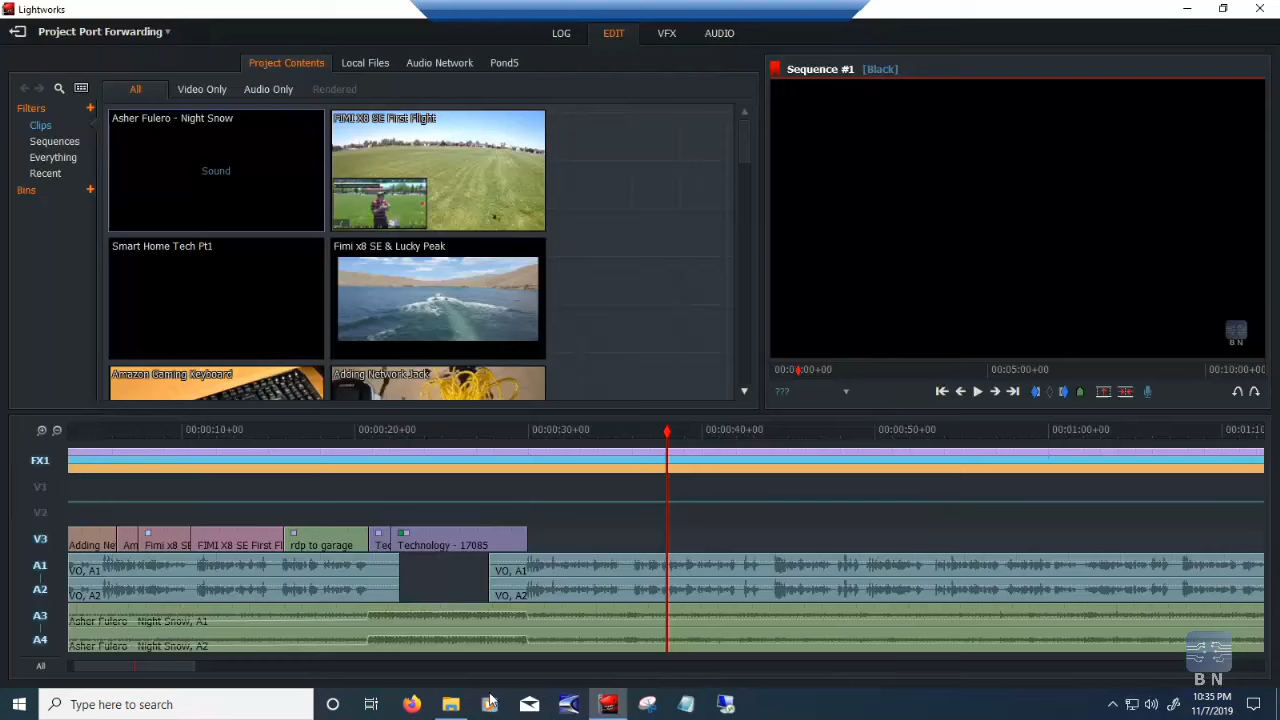 Lightworks
Project Port Forwarding
LOG EDIT VFX AUDIO
Project Contents Local Files Audio Network Pond5
All Video Only Audio Only Rendered
Filters
Clips
Sequences
Everything
Recent
Bins
Asher Fulero - Night Snow
Sound
FIMI X8 SE First Flight
Smart Home Tech Pt1
Fimi x8 SE & Lucky Peak
Amazon Gaming Keyboard
Adding Network Jack
Sequence #1 [Black]
BN
00:05:00+00 00:10:00+00
???
00:00:10+00 00:00:20+00 00:00:30+00 00:00:40+00 00:00:50+00 00:01:00+00 00:01:10
FX1
V1
V2
V3
Adding Ne Am Fimi x8 SE FIMI X8 SE First Fl rdp to garage Tec Technology - 17085
A1
VO, A1 VO, A1
A2
VO, A2 VO, A2
A3
Asher Fulero - Night Snow, A1
A4
Asher Fulero - Night Snow, A2
All
BN
Type here to search
10:35 PM
11/7/2019